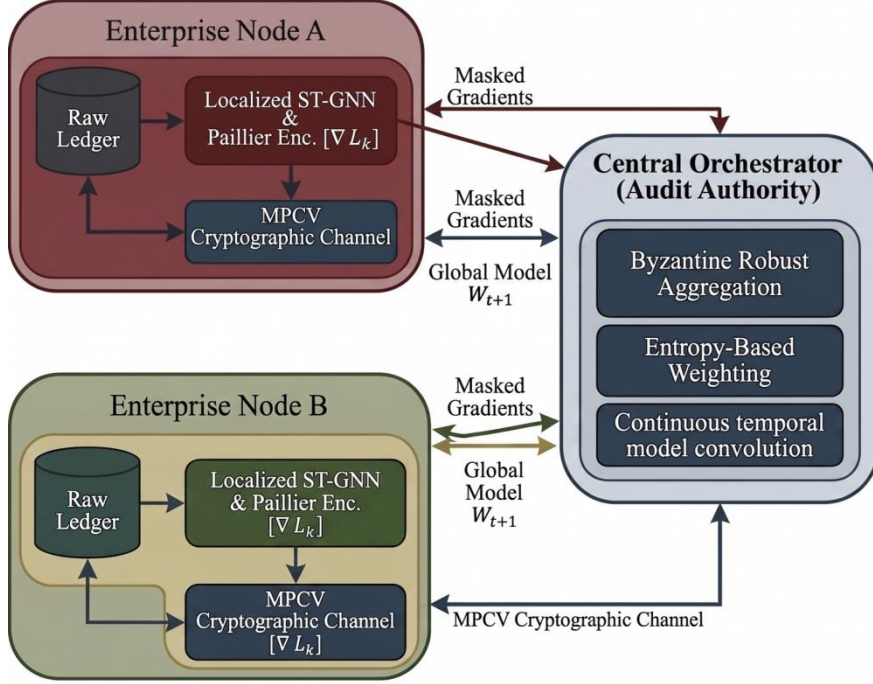 Enterprise Node A
Raw
Ledger
Localized ST-GNN
&
Paillier Enc. [∇ L_k]
MPCV
Cryptographic Channel
Masked
Gradients
Masked
Gradients
Global Model
W_{t+1}
Central Orchestrator
(Audit Authority)
Byzantine Robust
Aggregation
Entropy-Based
Weighting
Continuous temporal
model convolution
Enterprise Node B
Raw
Ledger
Localized ST-GNN
& Paillier Enc.
[∇ L_k]
MPCV
Cryptographic Channel
[∇ L_k]
Masked
Gradients
Global
Model
W_{t+1}
MPCV Cryptographic Channel